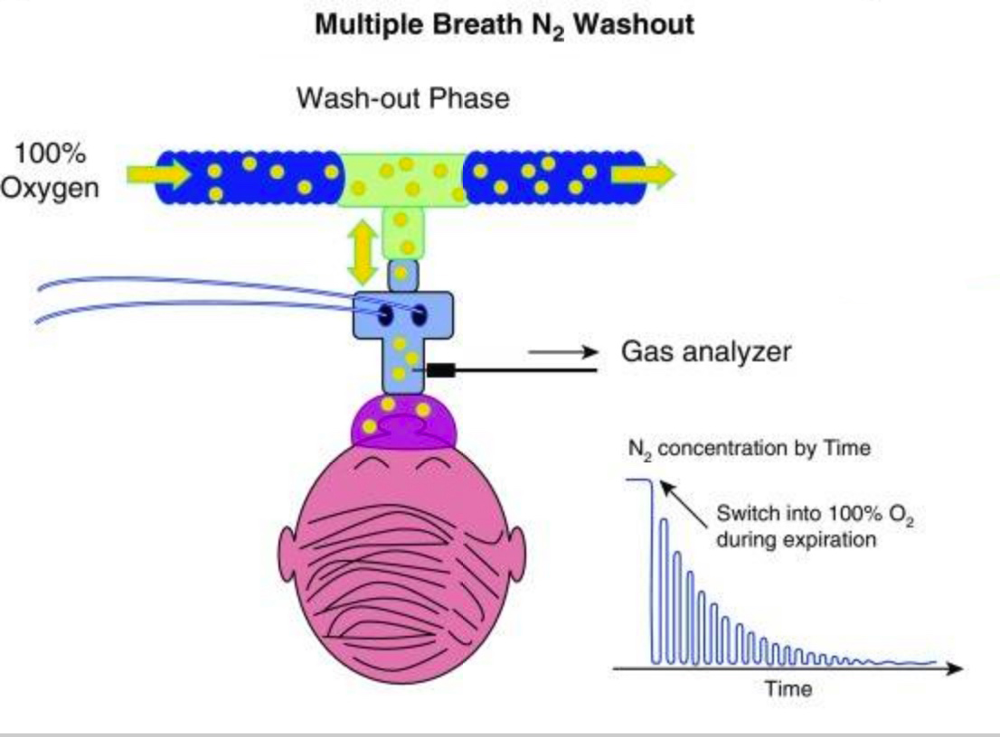 Multiple Breath N₂ Washout
Wash-out Phase
100%
Oxygen
Gas analyzer
N₂ concentration by Time
Switch into 100% O₂
during expiration
Time